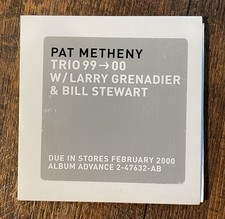 PAT METHENY
TRIO 99→00
W/LARRY GRENADIER
& BILL STEWART
DUE IN STORES FEBRUARY 2000
ALBUM ADVANCE 2-47632-AB